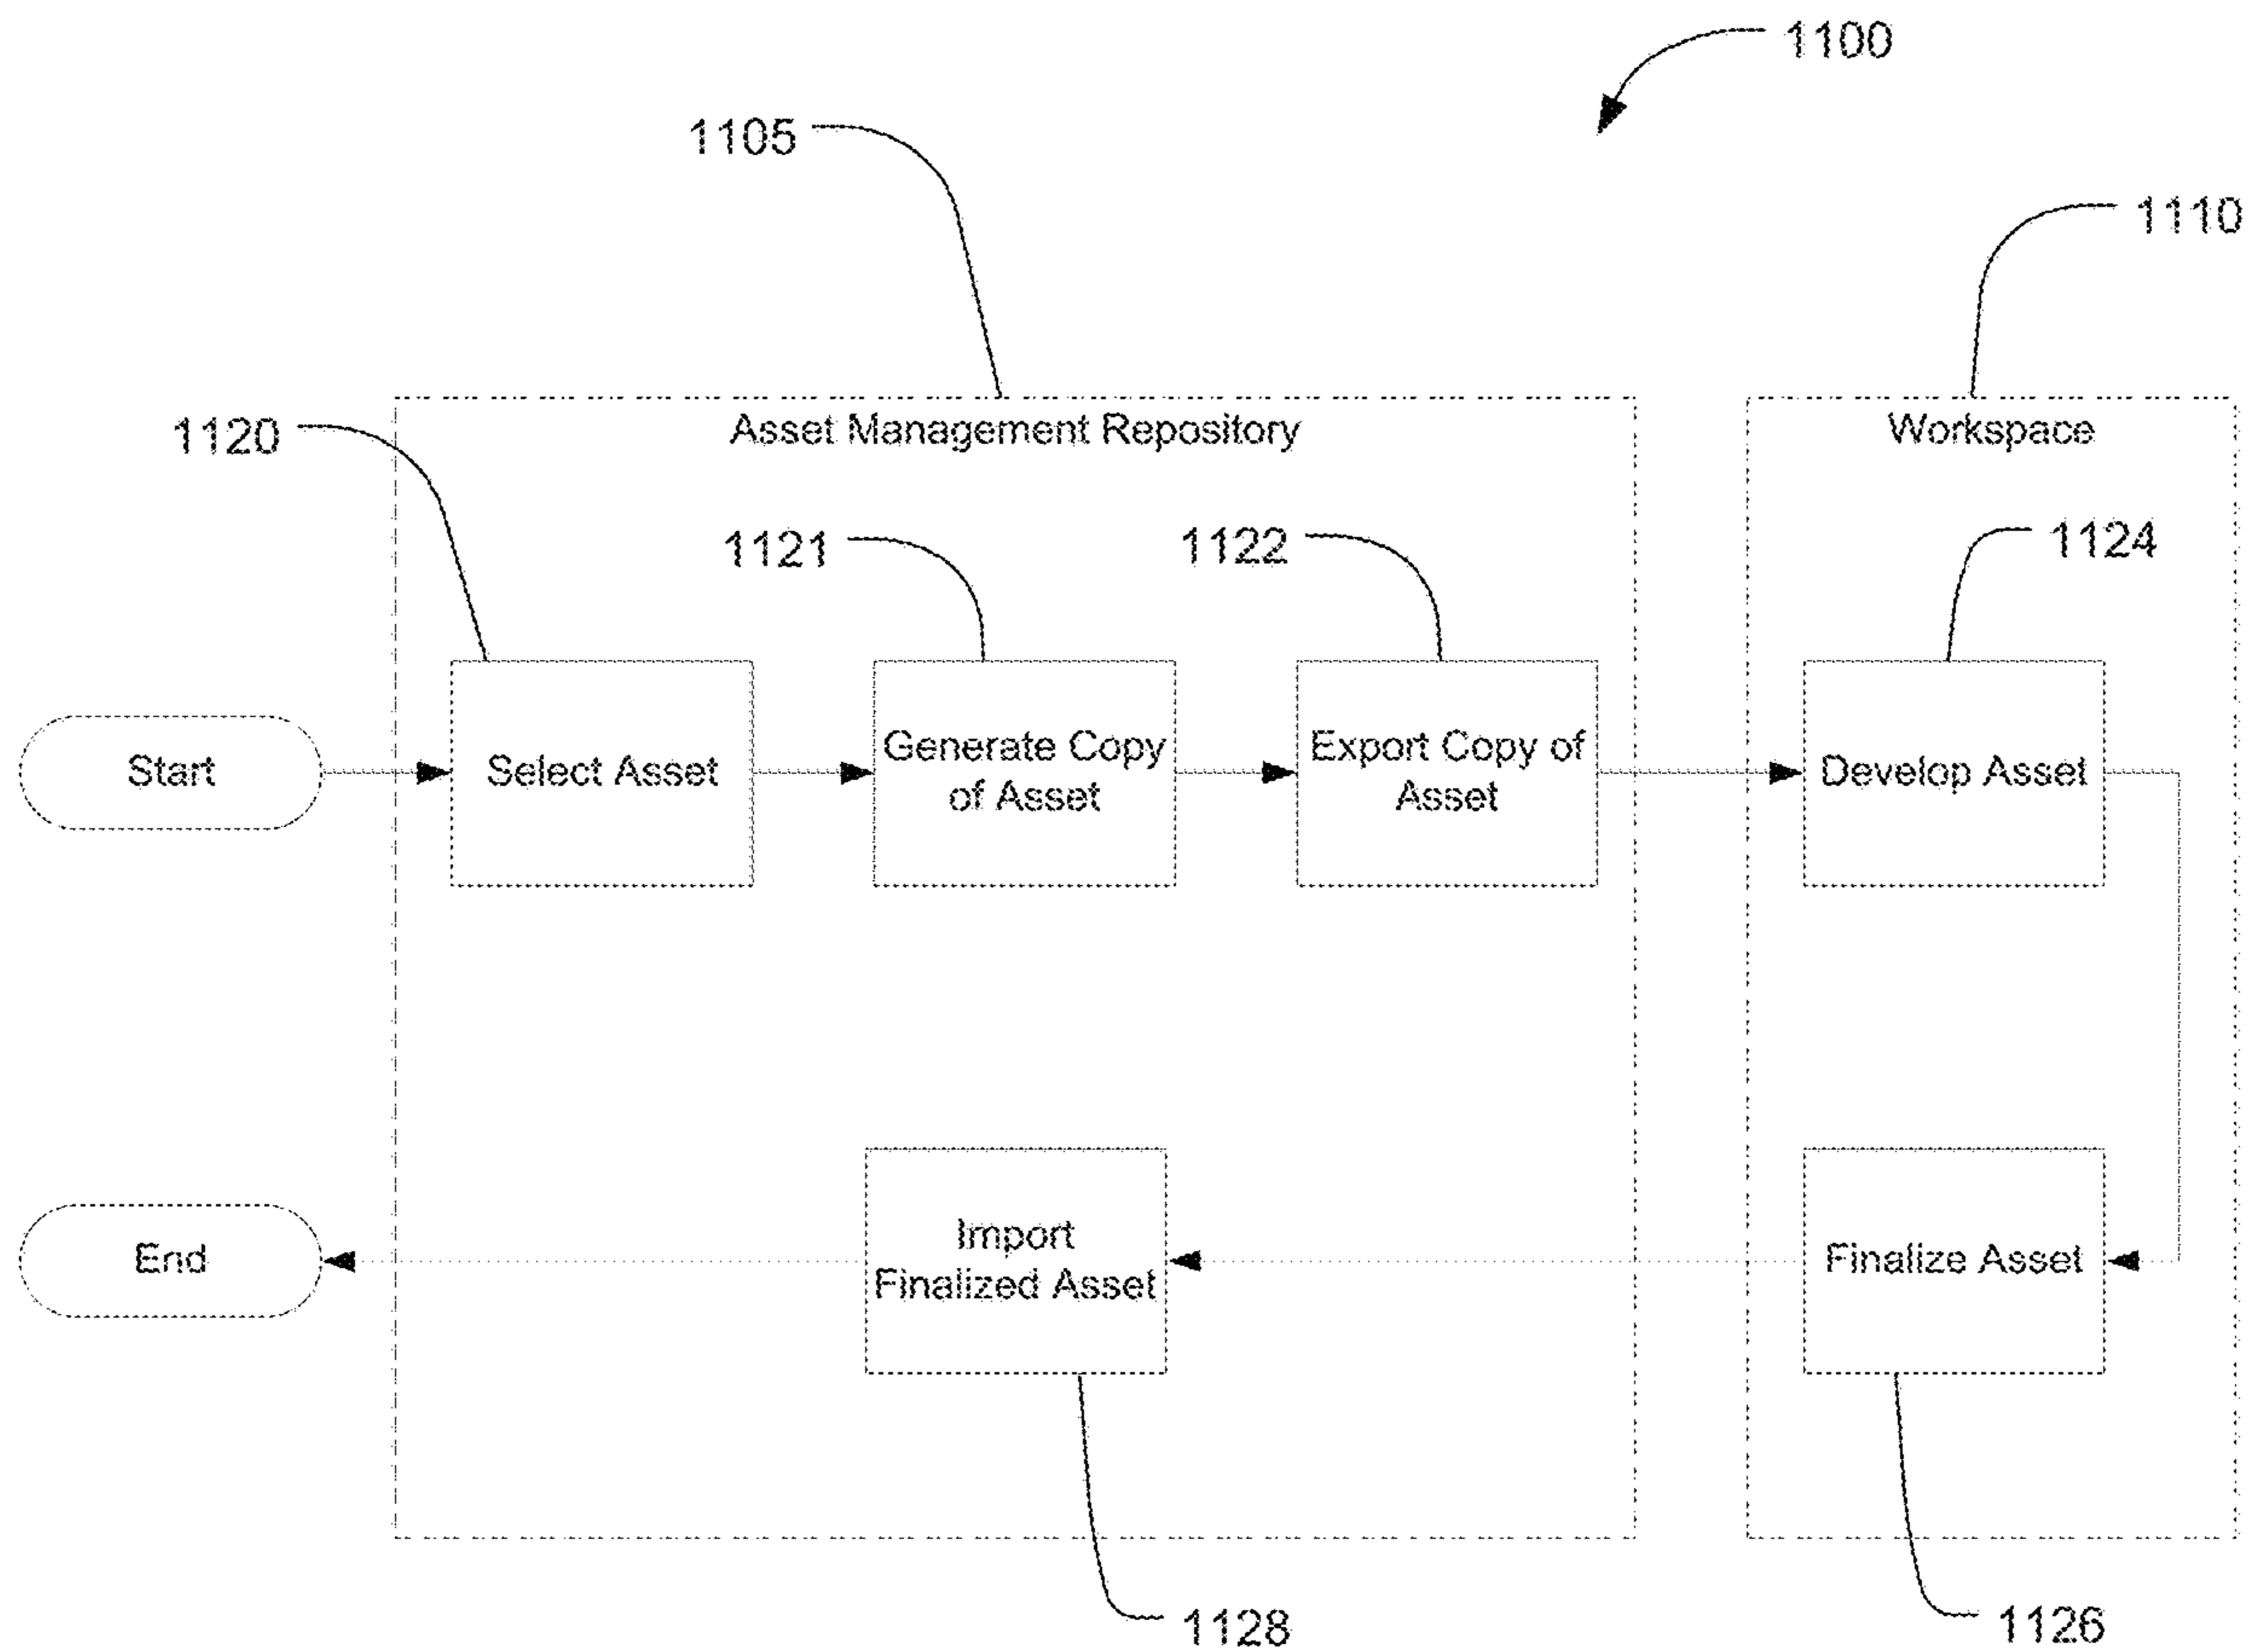 1100
1105
1110
Asset Management Repository
Workspace
1120
1121
1122
1124
Start
Select Asset
Generate Copy
of Asset
Export Copy of
Asset
Develop Asset
End
Import
Finalized Asset
Finalize Asset
1128
1126